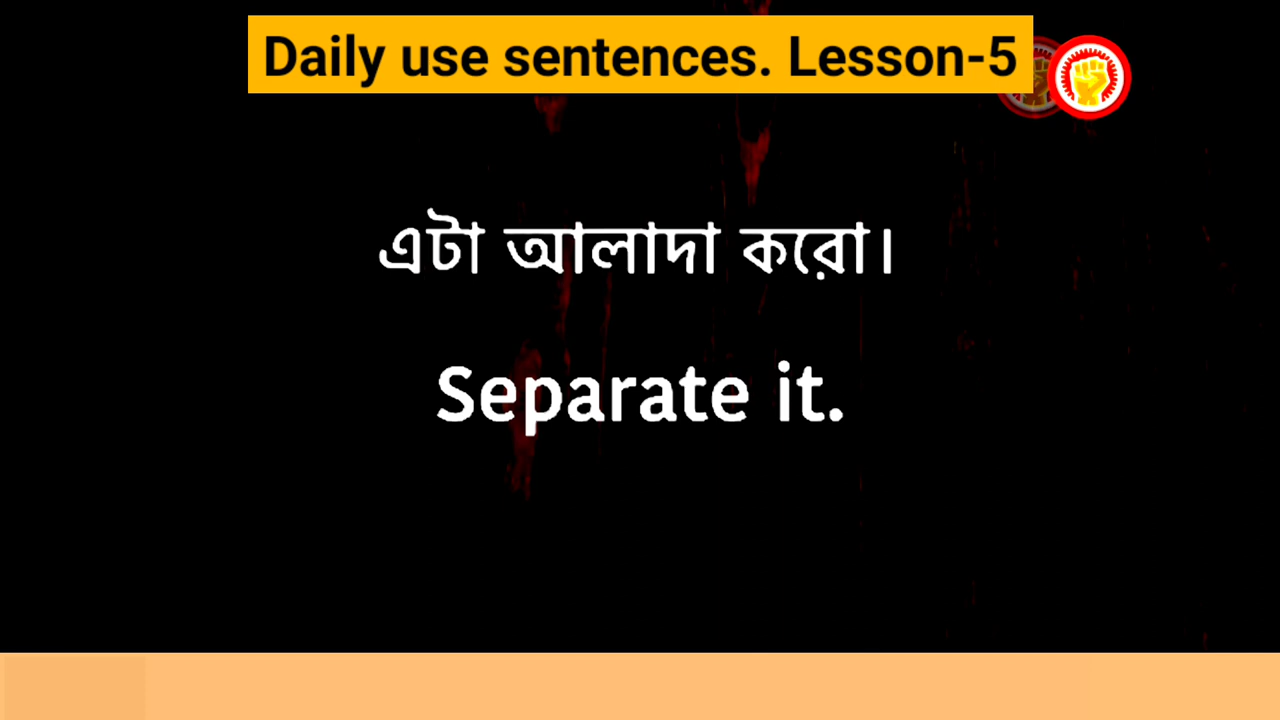 Daily use sentences. Lesson-5
এটা আলাদা করো।
Separate it.